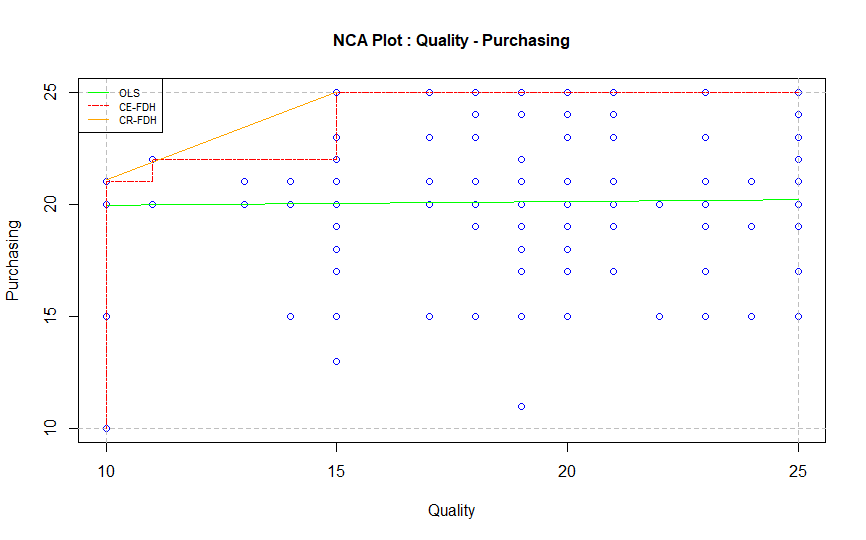 NCA Plot : Quality - Purchasing
OLS
CE-FDH
CR-FDH
25
20
15
10
Purchasing
10 15 20 25
Quality